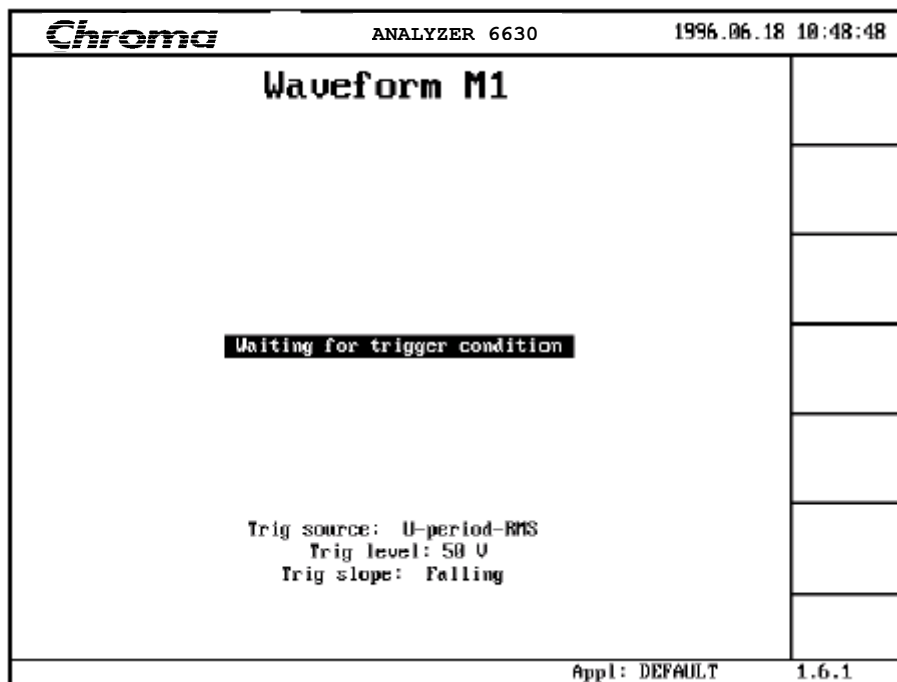 Chroma ANALYZER 6630 1996.06.18 10:48:48
Waveform M1
Waiting for trigger condition
Trig source: U-period-RMS
Trig level: 50 V
Trig slope: Falling
Appl: DEFAULT 1.6.1